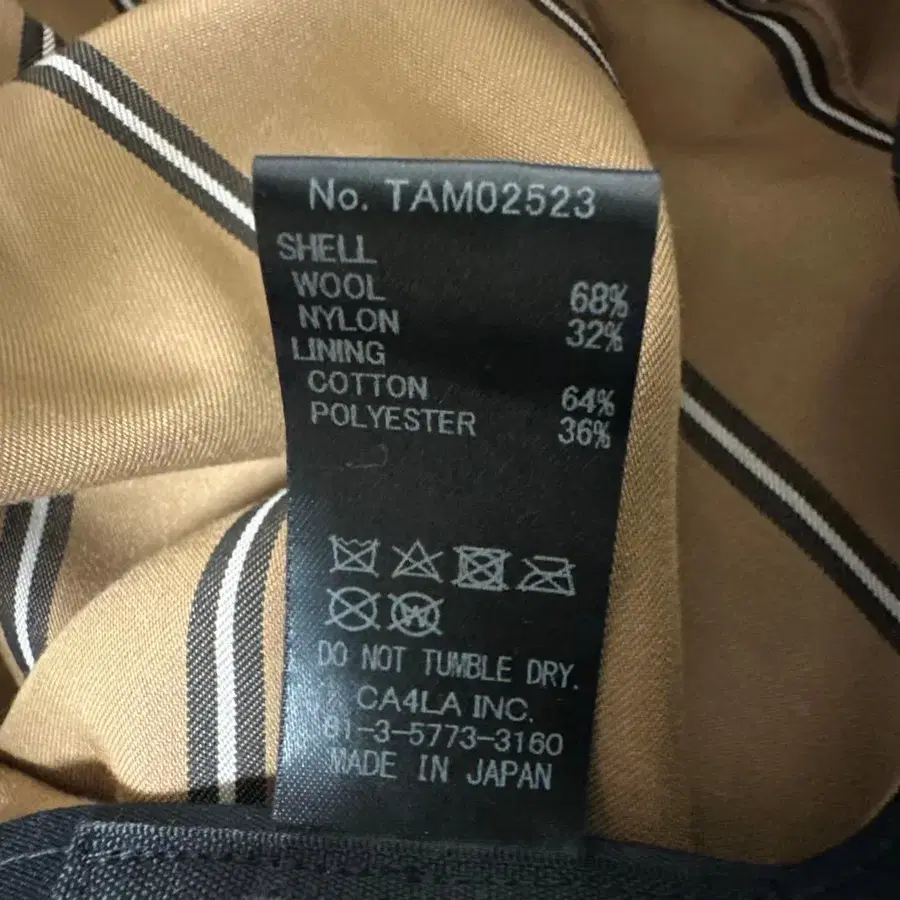 No. TAM02523
SHELL
WOOL 68%
NYLON 32%
LINING
COTTON 64%
POLYESTER 36%
W
DO NOT TUMBLE DRY.
CA4LA INC.
81-3-5773-3160
MADE IN JAPAN